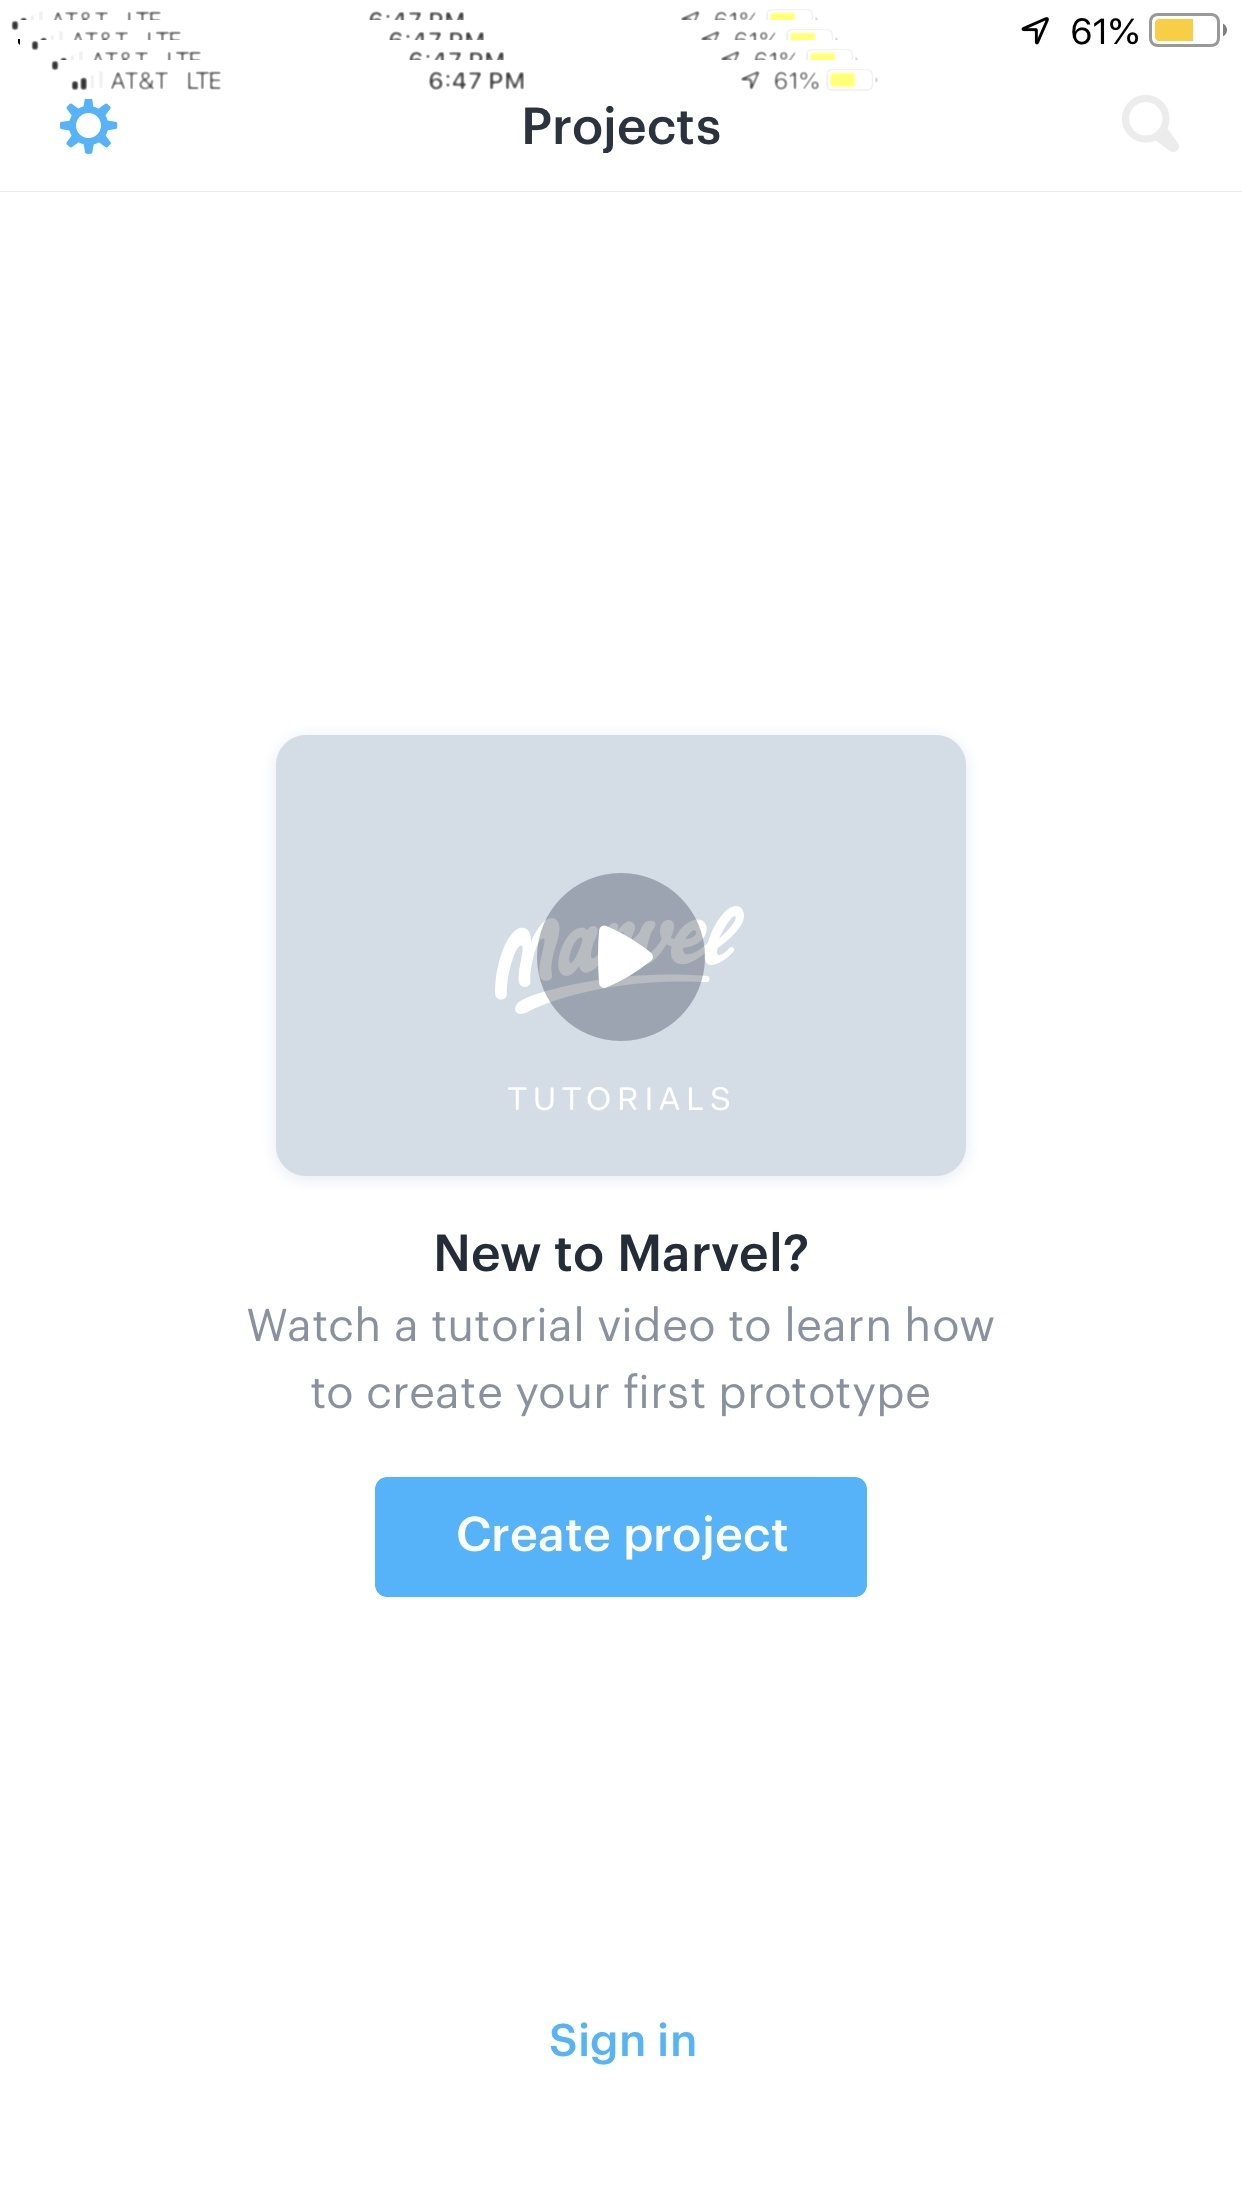 AT&T LTE 6:47 PM 61%
AT&T LTE 6:47 PM 61%
AT&T LTE 6:47 PM 61%
AT&T LTE 6:47 PM 61%
61%
Projects
Marvel
TUTORIALS
New to Marvel?
Watch a tutorial video to learn how
to create your first prototype
Create project
Sign in